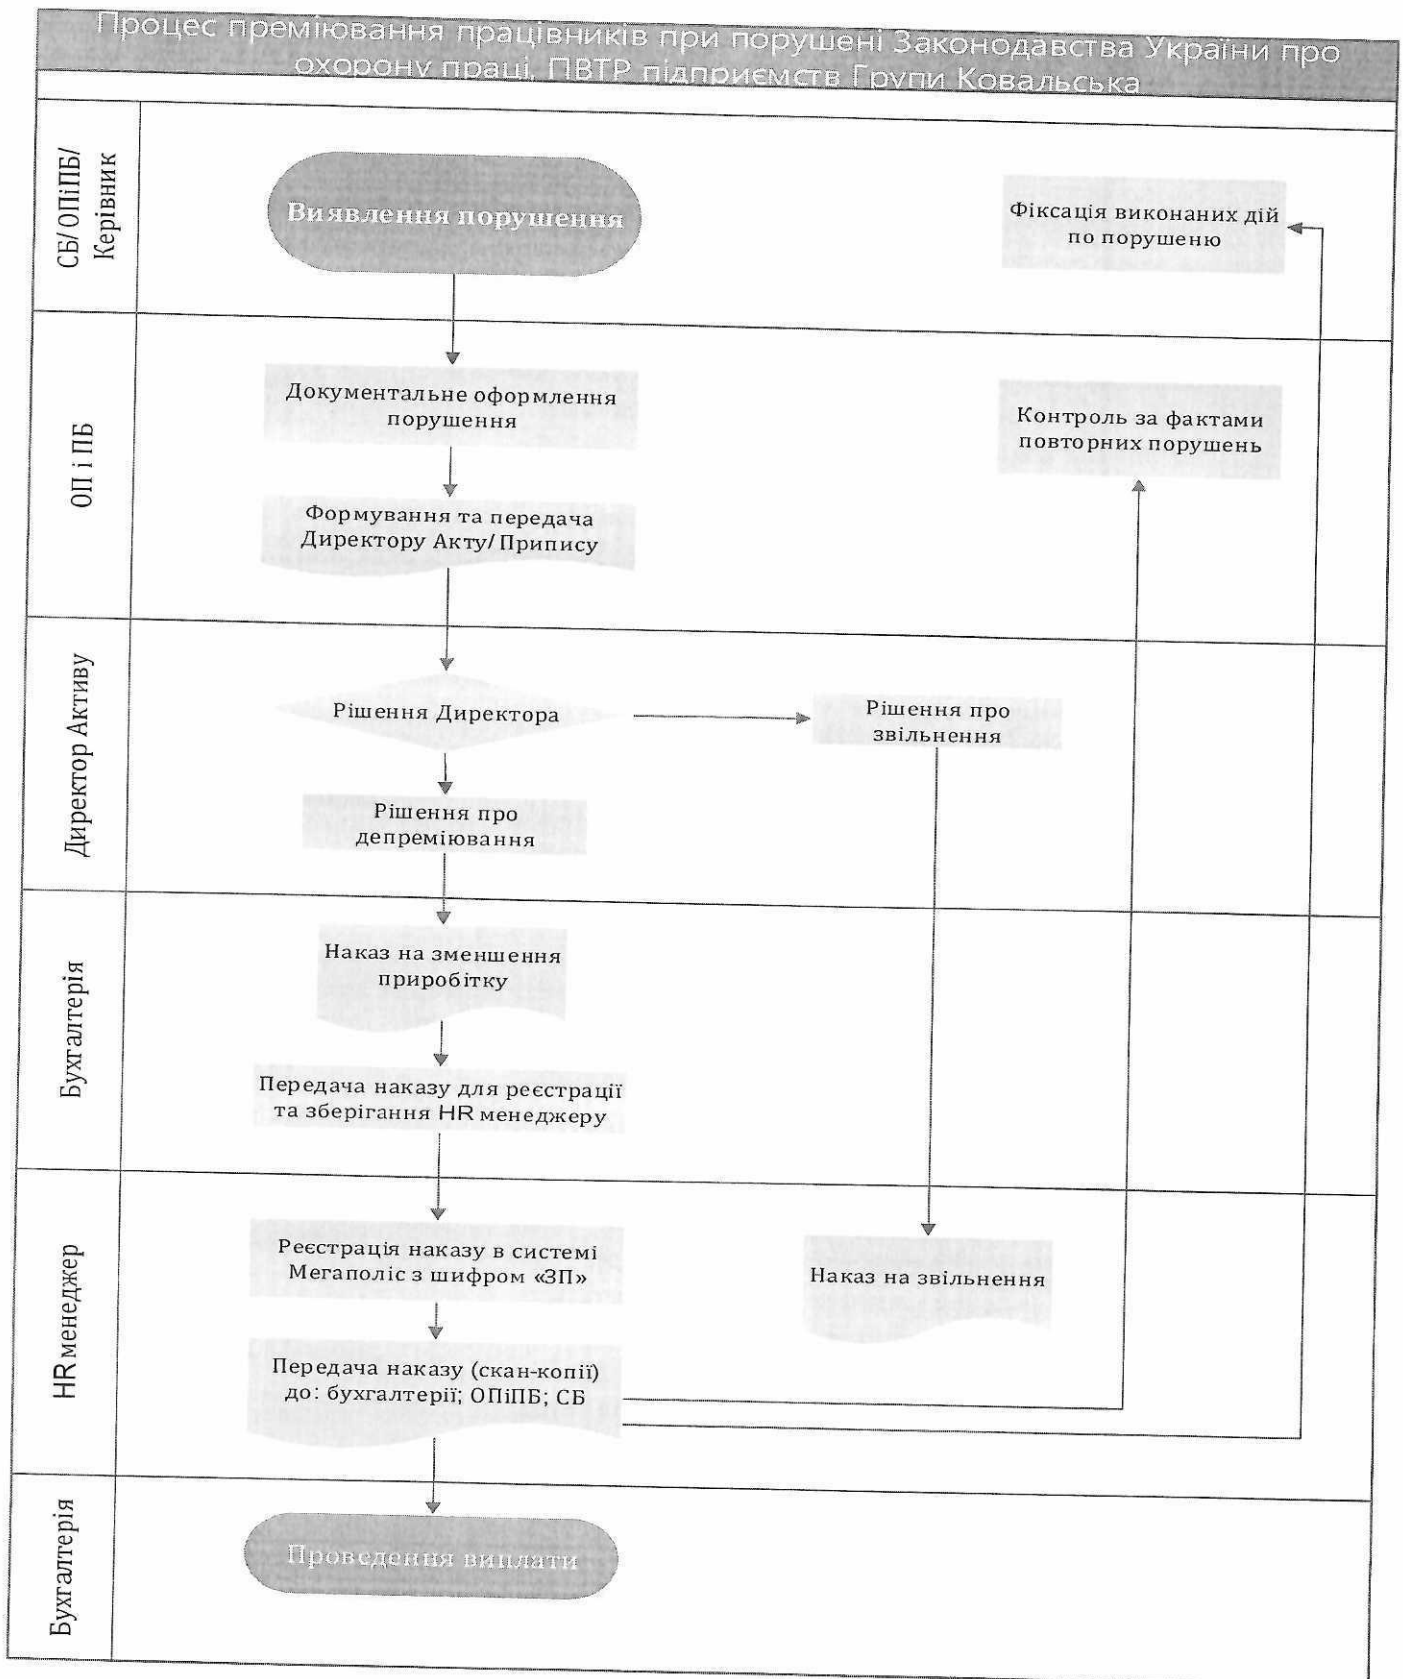 Процес преміювання працівників при порушені Законодавства України про
охорону праці, ПВТР підприємств Групи Ковальська
СБ/ОПіПБ/
Керівник
Виявлення порушення
Фіксація виконаних дій
по порушеню
ОП і ПБ
Документальне оформлення
порушення
Контроль за фактами
повторних порушень
Формування та передача
Директору Акту/Припису
Директор Активу
Рішення Директора
Рішення про
звільнення
Рішення про
депреміювання
Бухгалтерія
Наказ на зменшення
приробітку
Передача наказу для реєстрації
та зберігання HR менеджеру
HR менеджер
Реєстрація наказу в системі
Мегаполіс з шифром «ЗП»
Наказ на звільнення
Передача наказу (скан-копії)
до: бухгалтерії; ОПіПБ; СБ
Бухгалтерія
Проведення виплати